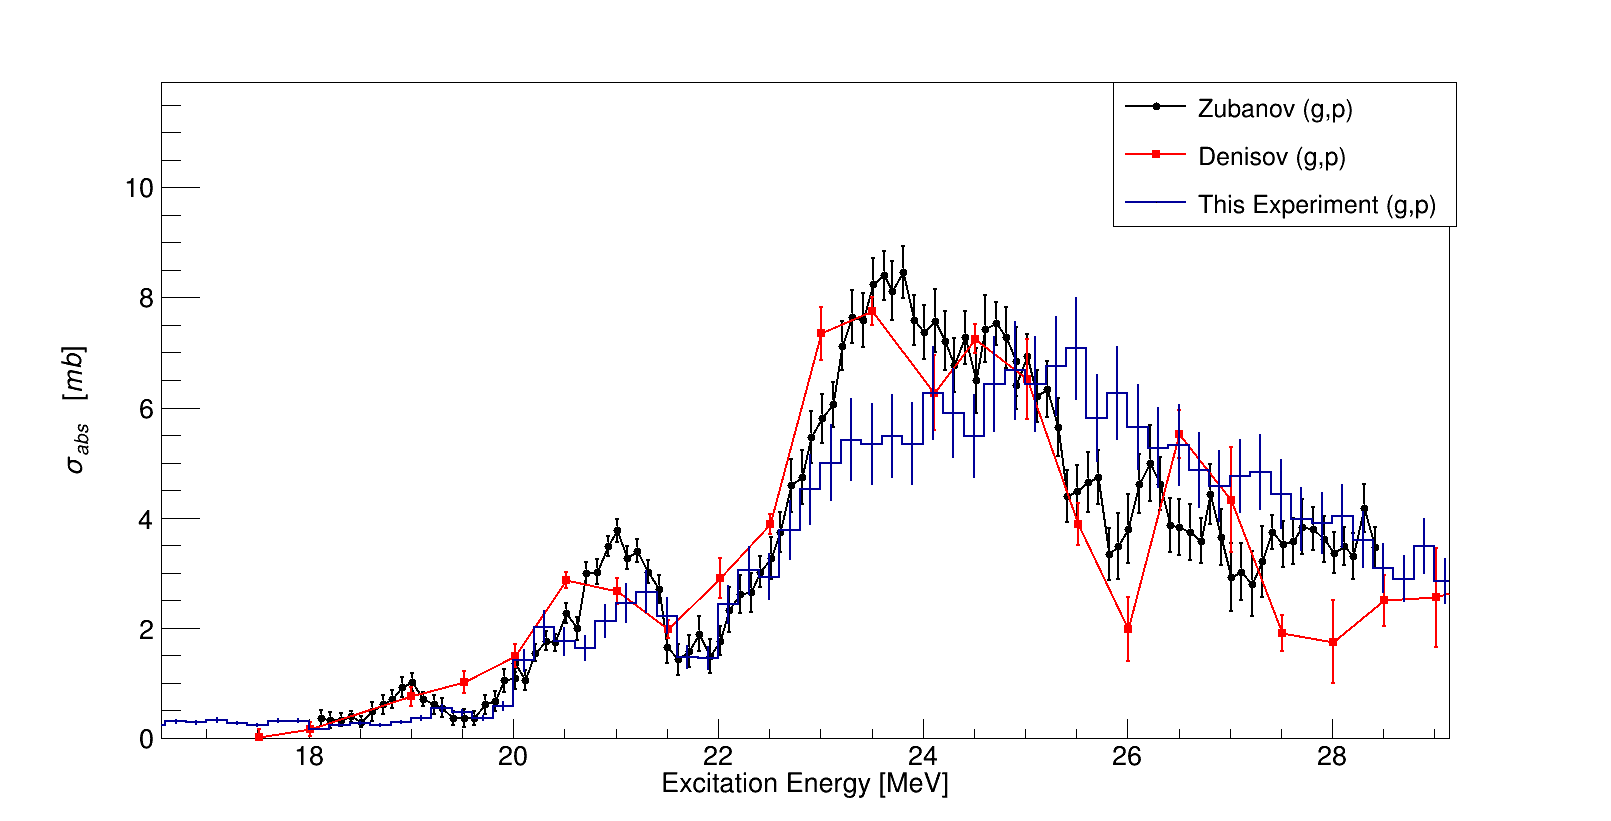 Zubanov (g,p)
Denisov (g,p)
This Experiment (g,p)
10
8
6
4
2
0
σabs [mb]
18 20 22 24 26 28
Excitation Energy [MeV]